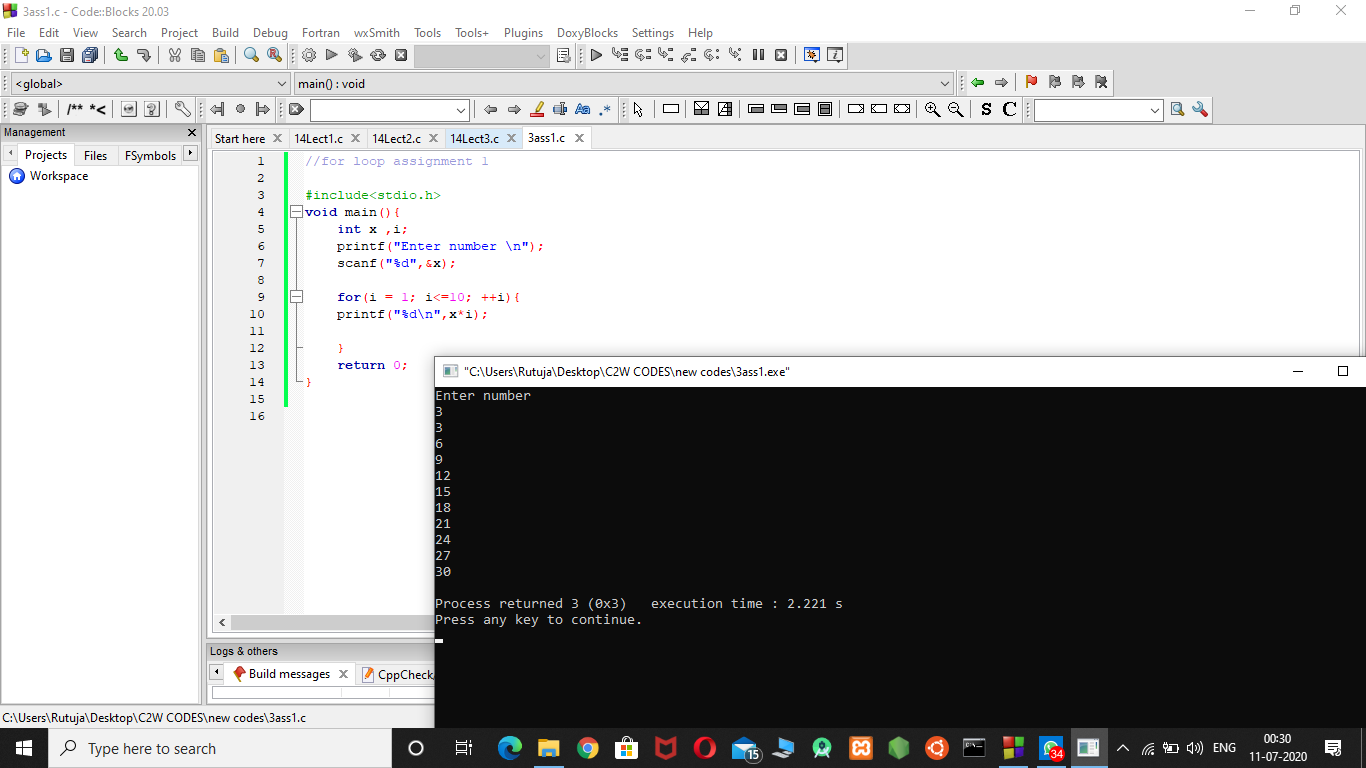 3ass1.c - Code::Blocks 20.03
File Edit View Search Project Build Debug Fortran wxSmith Tools Tools+ Plugins DoxyBlocks Settings Help
<global> main() : void
/** *< Aa .* S C
Management
Projects Files FSymbols
Workspace
Start here 14Lect1.c 14Lect2.c 14Lect3.c 3ass1.c
1 //for loop assignment 1
2
3 #include<stdio.h>
4 void main(){
5 int x ,i;
6 printf("Enter number \n");
7 scanf("%d",&x);
8
9 for(i = 1; i<=10; ++i){
10 printf("%d\n",x*i);
11
12 }
13 return 0;
14 }
15
16
"C:\Users\Rutuja\Desktop\C2W CODES\new codes\3ass1.exe"
Enter number
3
3
6
9
12
15
18
21
24
27
30
Process returned 3 (0x3) execution time : 2.221 s
Press any key to continue.
Logs & others
Build messages CppCheck
C:\Users\Rutuja\Desktop\C2W CODES\new codes\3ass1.c
Type here to search
15
34
ENG
00:30
11-07-2020